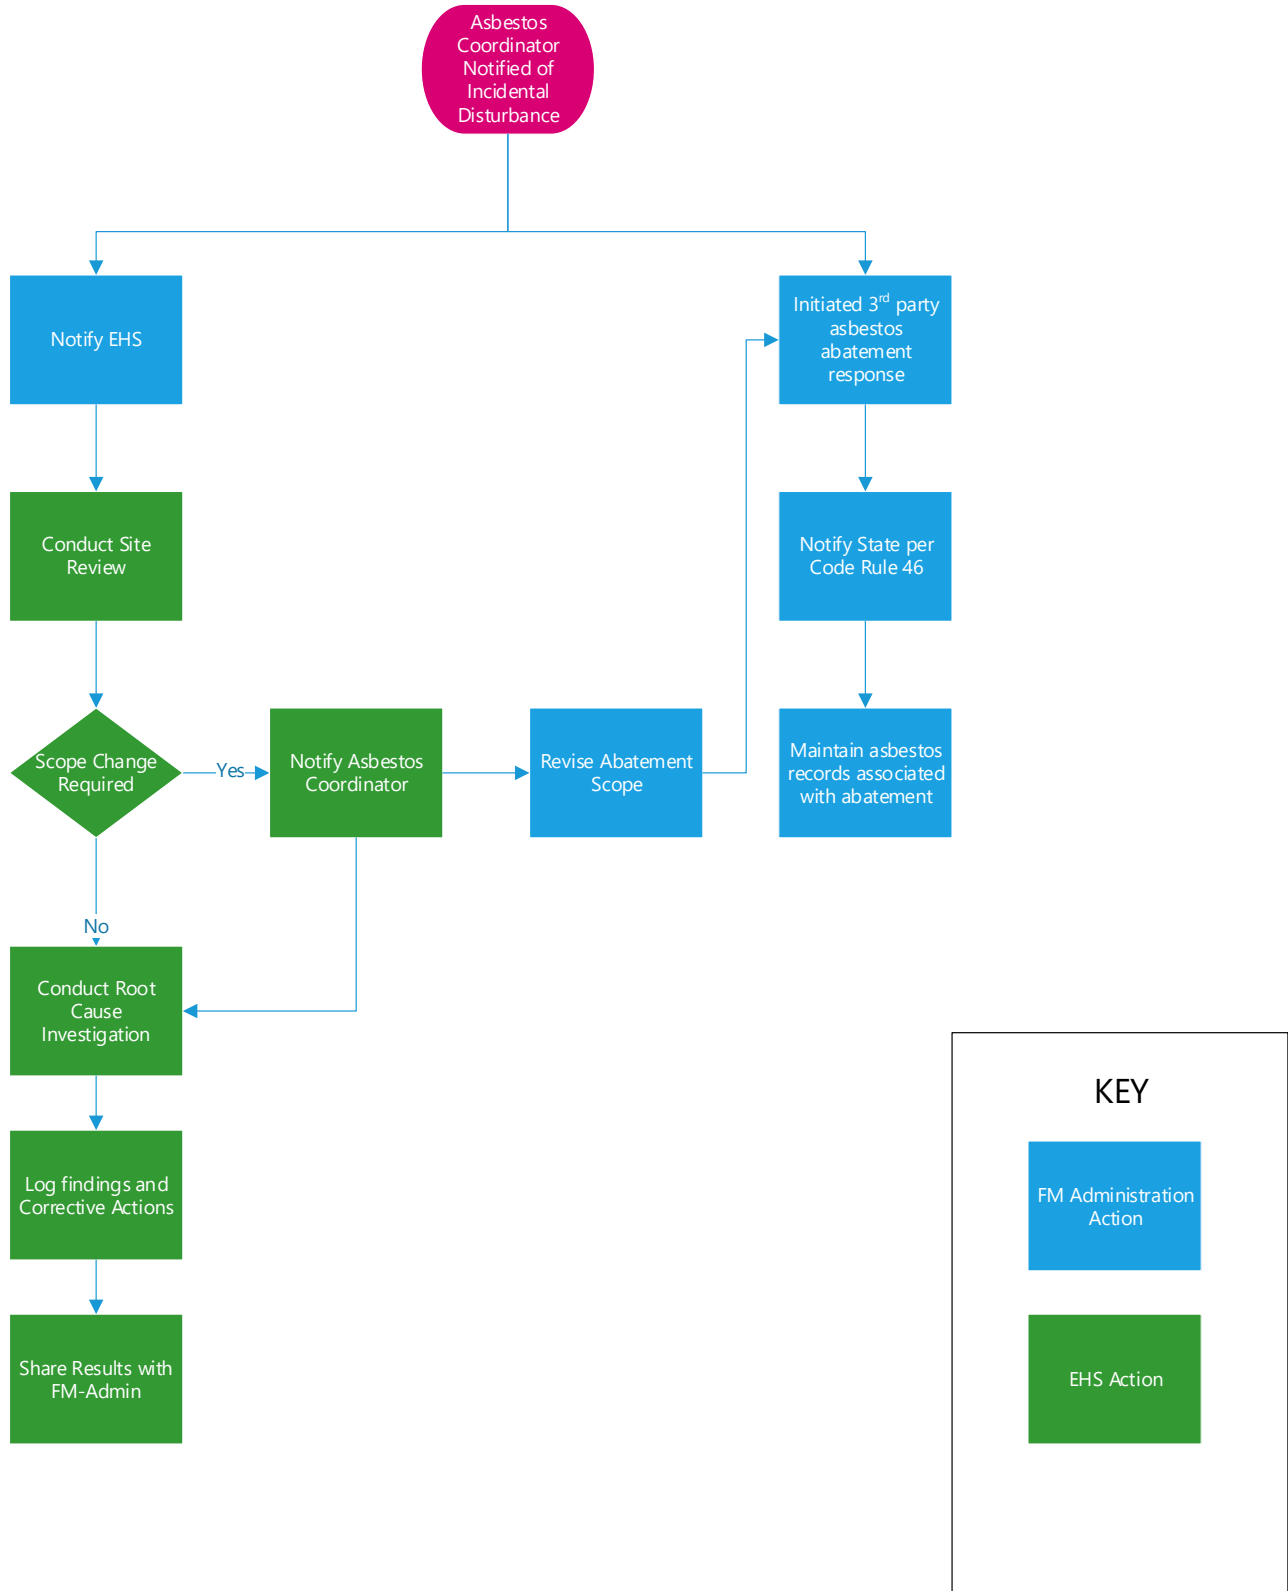 Asbestos
Coordinator
Notified of
Incidental
Disturbance
Notify EHS
Initiated 3rd party
asbestos
abatement
response
Conduct Site
Review
Notify State per
Code Rule 46
Scope Change
Required
Yes
Notify Asbestos
Coordinator
Revise Abatement
Scope
Maintain asbestos
records associated
with abatement
No
Conduct Root
Cause
Investigation
Log findings and
Corrective Actions
Share Results with
FM-Admin
KEY
FM Administration
Action
EHS Action